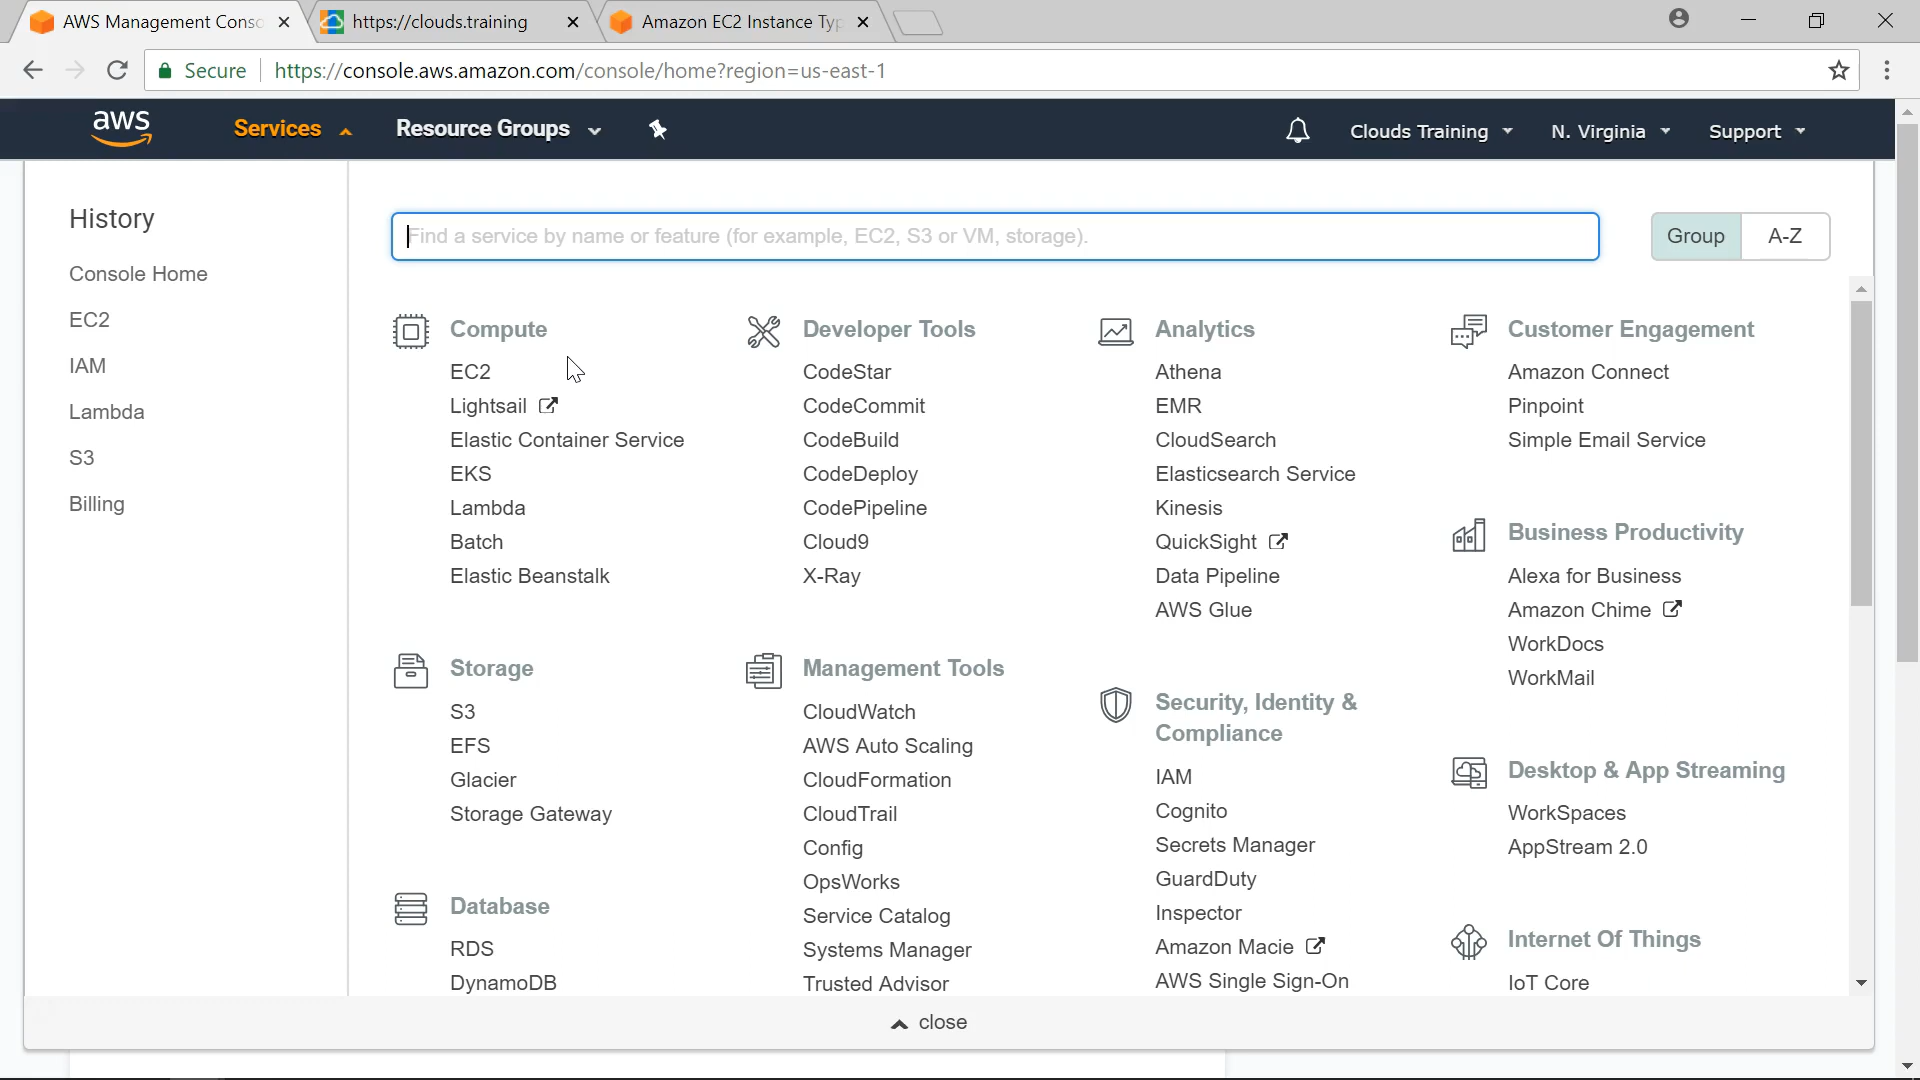 AWS Management Conso
https://clouds.training
Amazon EC2 Instance Typ
Secure
https://console.aws.amazon.com/console/home?region=us-east-1
aws
Services
Resource Groups
Clouds Training
N. Virginia
Support
History
Console Home
EC2
IAM
Lambda
S3
Billing
Find a service by name or feature (for example, EC2, S3 or VM, storage).
Group
A-Z
Compute
EC2
Lightsail
Elastic Container Service
EKS
Lambda
Batch
Elastic Beanstalk
Storage
S3
EFS
Glacier
Storage Gateway
Database
RDS
DynamoDB
Developer Tools
CodeStar
CodeCommit
CodeBuild
CodeDeploy
CodePipeline
Cloud9
X-Ray
Management Tools
CloudWatch
AWS Auto Scaling
CloudFormation
CloudTrail
Config
OpsWorks
Service Catalog
Systems Manager
Trusted Advisor
Analytics
Athena
EMR
CloudSearch
Elasticsearch Service
Kinesis
QuickSight
Data Pipeline
AWS Glue
Security, Identity &
Compliance
IAM
Cognito
Secrets Manager
GuardDuty
Inspector
Amazon Macie
AWS Single Sign-On
Customer Engagement
Amazon Connect
Pinpoint
Simple Email Service
Business Productivity
Alexa for Business
Amazon Chime
WorkDocs
WorkMail
Desktop & App Streaming
WorkSpaces
AppStream 2.0
Internet Of Things
IoT Core
close